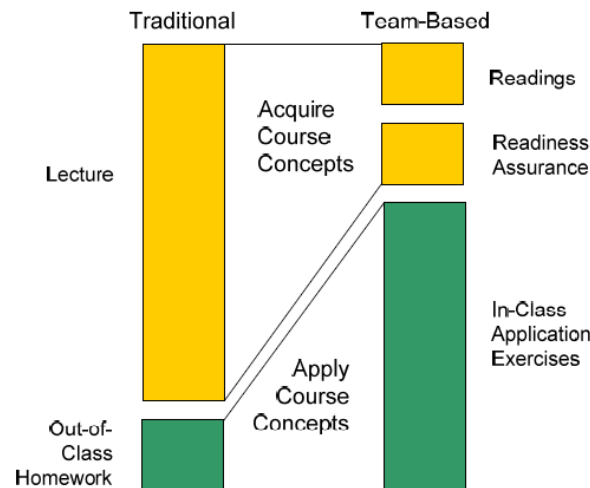 Traditional
Team-Based
Lecture
Acquire
Course
Concepts
Readings
Readiness
Assurance
Out-of-
Class
Homework
Apply
Course
Concepts
In-Class
Application
Exercises